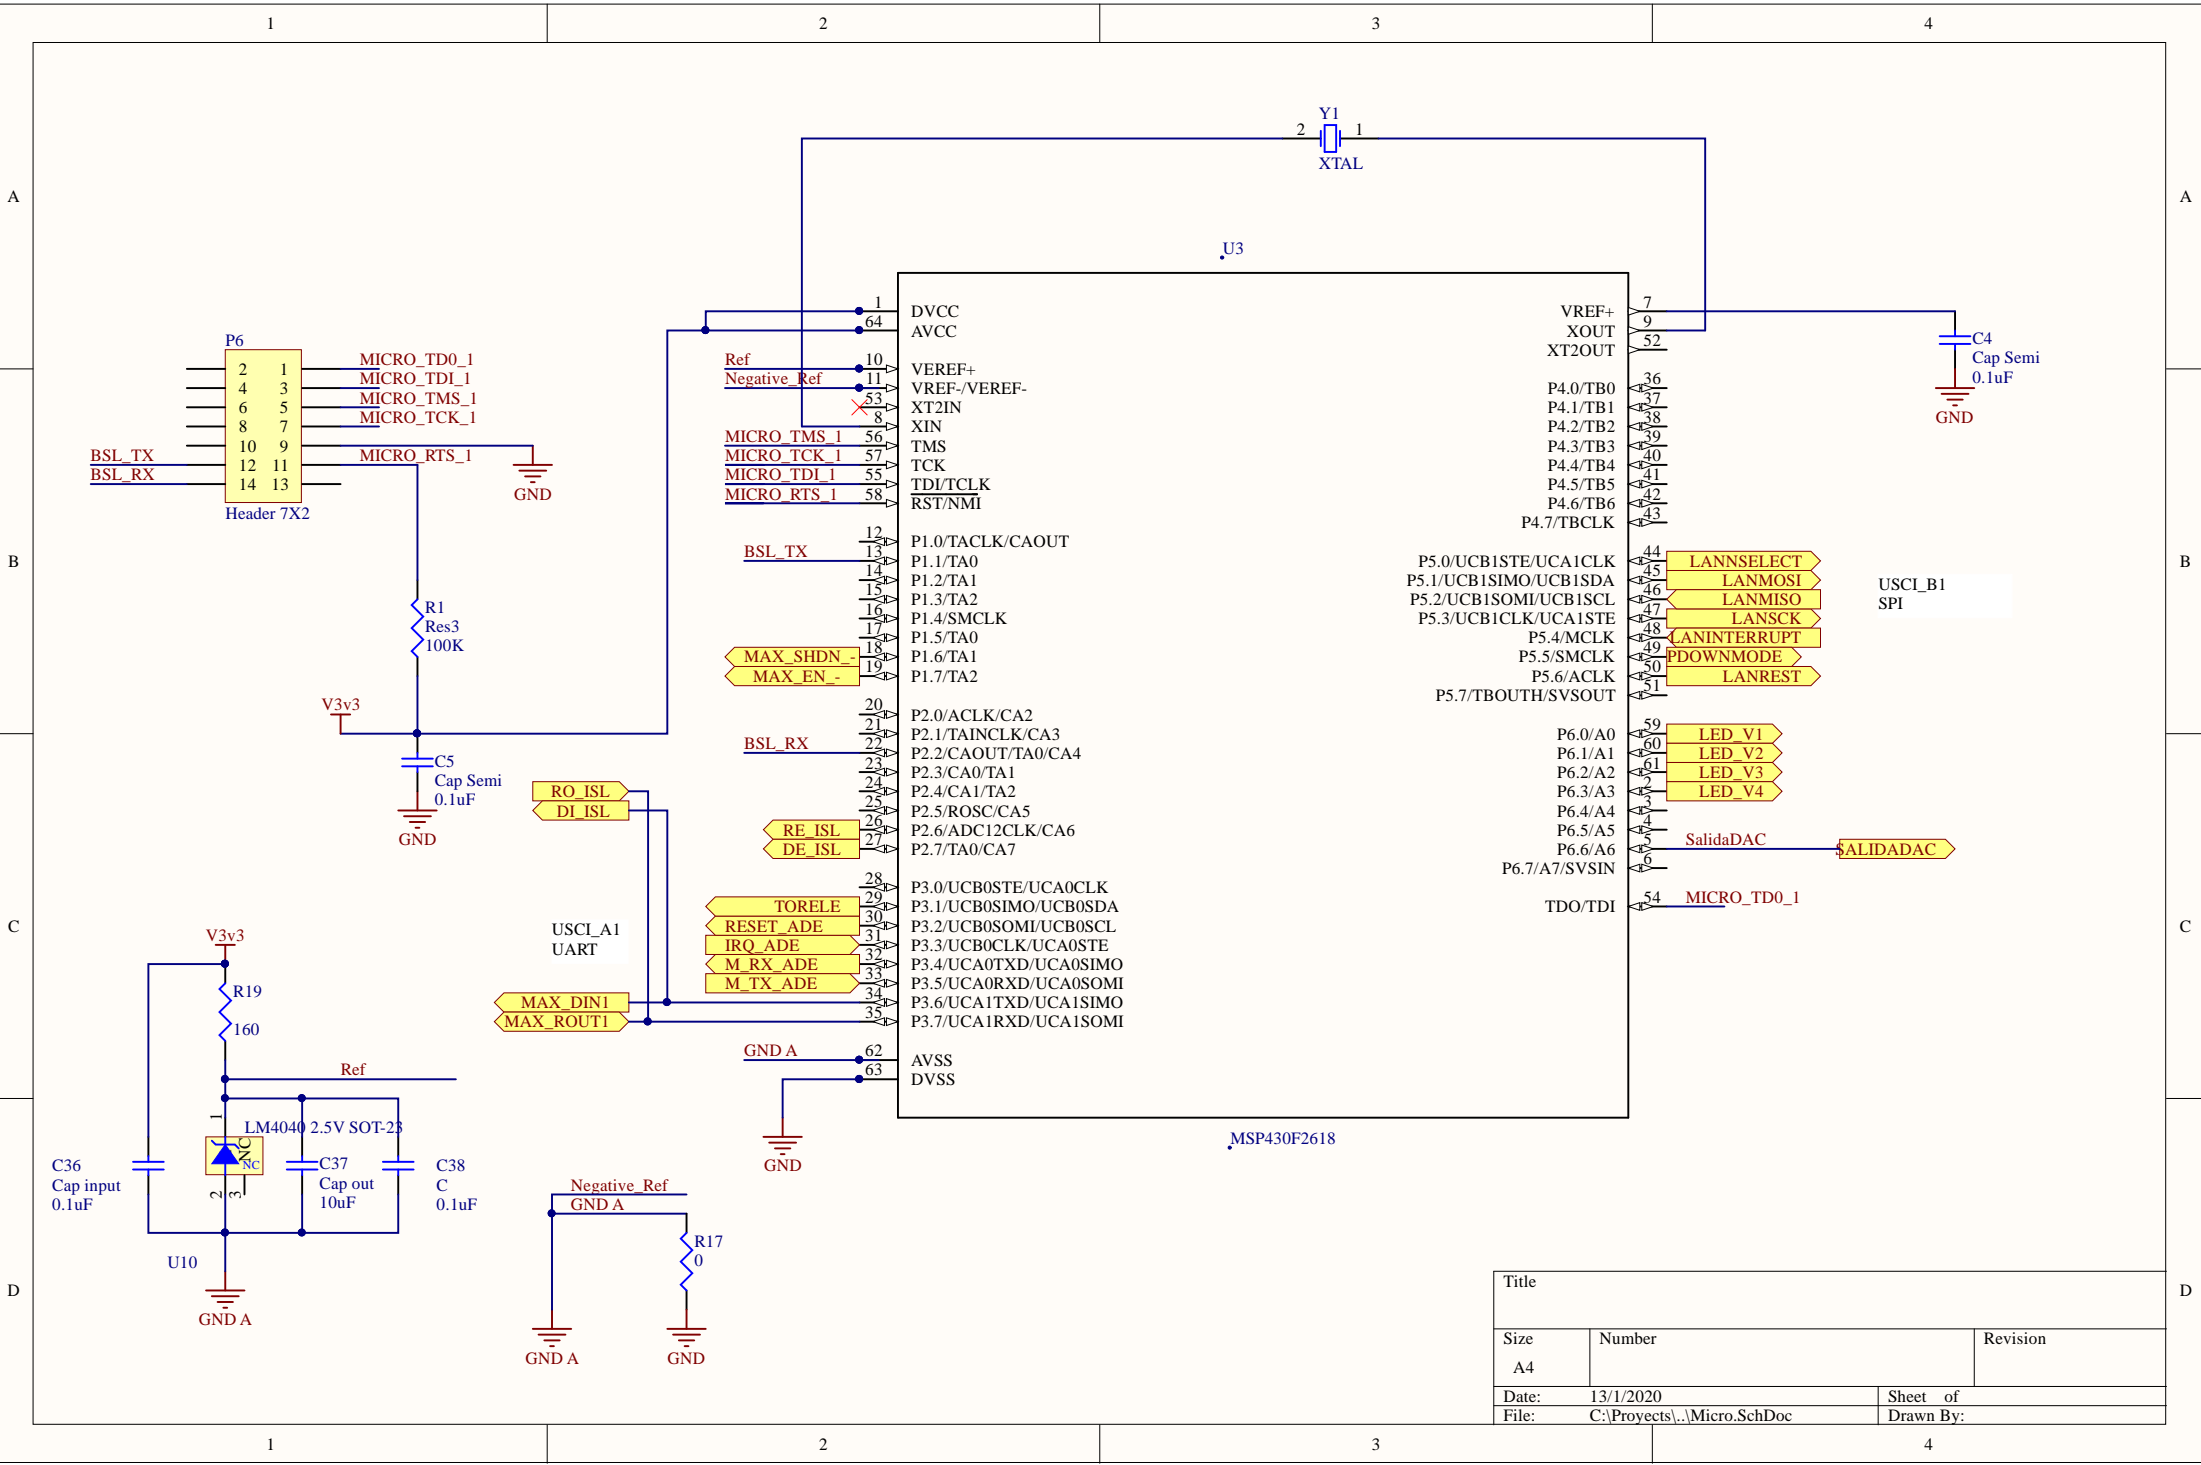 1 2 3 4
A A
B B
C C
D D
1 2 3 4
Y1
2 1
XTAL
U3
MSP430F2618
P6
2 1 MICRO_TD0_1
4 3 MICRO_TDI_1
6 5 MICRO_TMS_1
8 7 MICRO_TCK_1
10 9
BSL_TX 12 11 MICRO_RTS_1
BSL_RX 14 13
Header 7X2
GND
R1
Res3
100K
V3v3
C5
Cap Semi
0.1uF
GND
1 DVCC
64 AVCC
Ref 10 VEREF+
Negative_Ref 11 VREF-/VEREF-
53 XT2IN
8 XIN
MICRO_TMS_1 56 TMS
MICRO_TCK_1 57 TCK
MICRO_TDI_1 55 TDI/TCLK
MICRO_RTS_1 58 RST/NMI
12 P1.0/TACLK/CAOUT
BSL_TX 13 P1.1/TA0
14 P1.2/TA1
15 P1.3/TA2
16 P1.4/SMCLK
17 P1.5/TA0
MAX_SHDN_- 18 P1.6/TA1
MAX_EN_- 19 P1.7/TA2
20 P2.0/ACLK/CA2
21 P2.1/TAINCLK/CA3
BSL_RX 22 P2.2/CAOUT/TA0/CA4
23 P2.3/CA0/TA1
RO_ISL 24 P2.4/CA1/TA2
DI_ISL 25 P2.5/ROSC/CA5
RE_ISL 26 P2.6/ADC12CLK/CA6
DE_ISL 27 P2.7/TA0/CA7
28 P3.0/UCB0STE/UCA0CLK
TORELE 29 P3.1/UCB0SIMO/UCB0SDA
RESET_ADE 30 P3.2/UCB0SOMI/UCB0SCL
IRQ_ADE 31 P3.3/UCB0CLK/UCA0STE
M_RX_ADE 32 P3.4/UCA0TXD/UCA0SIMO
M_TX_ADE 33 P3.5/UCA0RXD/UCA0SOMI
MAX_DIN1 34 P3.6/UCA1TXD/UCA1SIMO
MAX_ROUT1 35 P3.7/UCA1RXD/UCA1SOMI
USCI_A1
UART
GND A 62 AVSS
63 DVSS
GND
VREF+ 7
XOUT 9
XT2OUT 52
P4.0/TB0 36
P4.1/TB1 37
P4.2/TB2 38
P4.3/TB3 39
P4.4/TB4 40
P4.5/TB5 41
P4.6/TB6 42
P4.7/TBCLK 43
P5.0/UCB1STE/UCA1CLK 44 LANNSELECT
P5.1/UCB1SIMO/UCB1SDA 45 LANMOSI
P5.2/UCB1SOMI/UCB1SCL 46 LANMISO
P5.3/UCB1CLK/UCA1STE 47 LANSCK
P5.4/MCLK 48 LANINTERRUPT
P5.5/SMCLK 49 PDOWNMODE
P5.6/ACLK 50 LANREST
P5.7/TBOUTH/SVSOUT 51
P6.0/A0 59 LED_V1
P6.1/A1 60 LED_V2
P6.2/A2 61 LED_V3
P6.3/A3 2 LED_V4
P6.4/A4 3
P6.5/A5 4
P6.6/A6 5 SalidaDAC SALIDADAC
P6.7/A7/SVSIN 6
TDO/TDI 54 MICRO_TD0_1
USCI_B1
SPI
C4
Cap Semi
0.1uF
GND
V3v3
R19
160
Ref
1
LM4040 2.5V SOT-23
NC
NC
2 3
C36
Cap input
0.1uF
C37
Cap out
10uF
C38
C
0.1uF
U10
GND A
Negative_Ref
GND A
R17
0
GND A
GND
Title
Size Number Revision
A4
Date: 13/1/2020 Sheet of
File: C:\Proyects\..\Micro.SchDoc Drawn By: